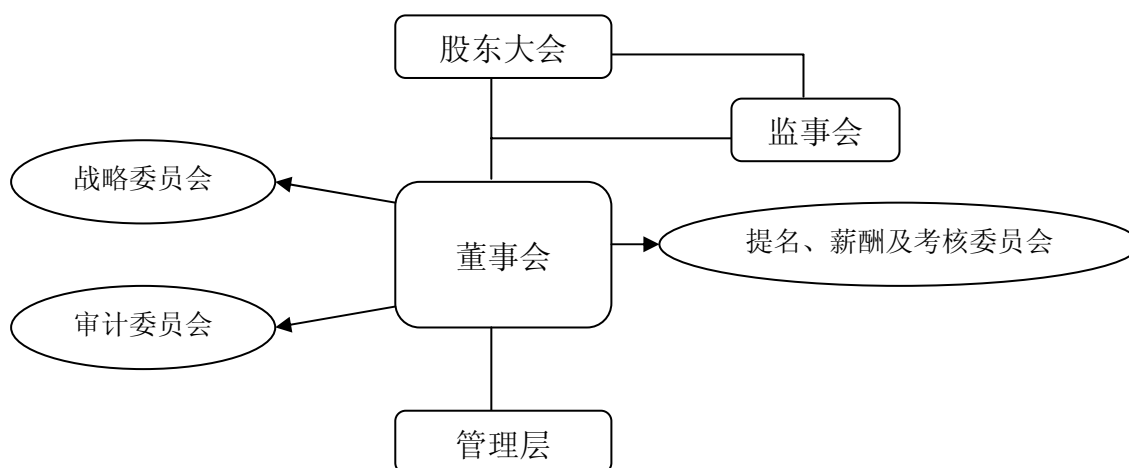 股东大会
监事会
战略委员会
董事会
提名、薪酬及考核委员会
审计委员会
管理层